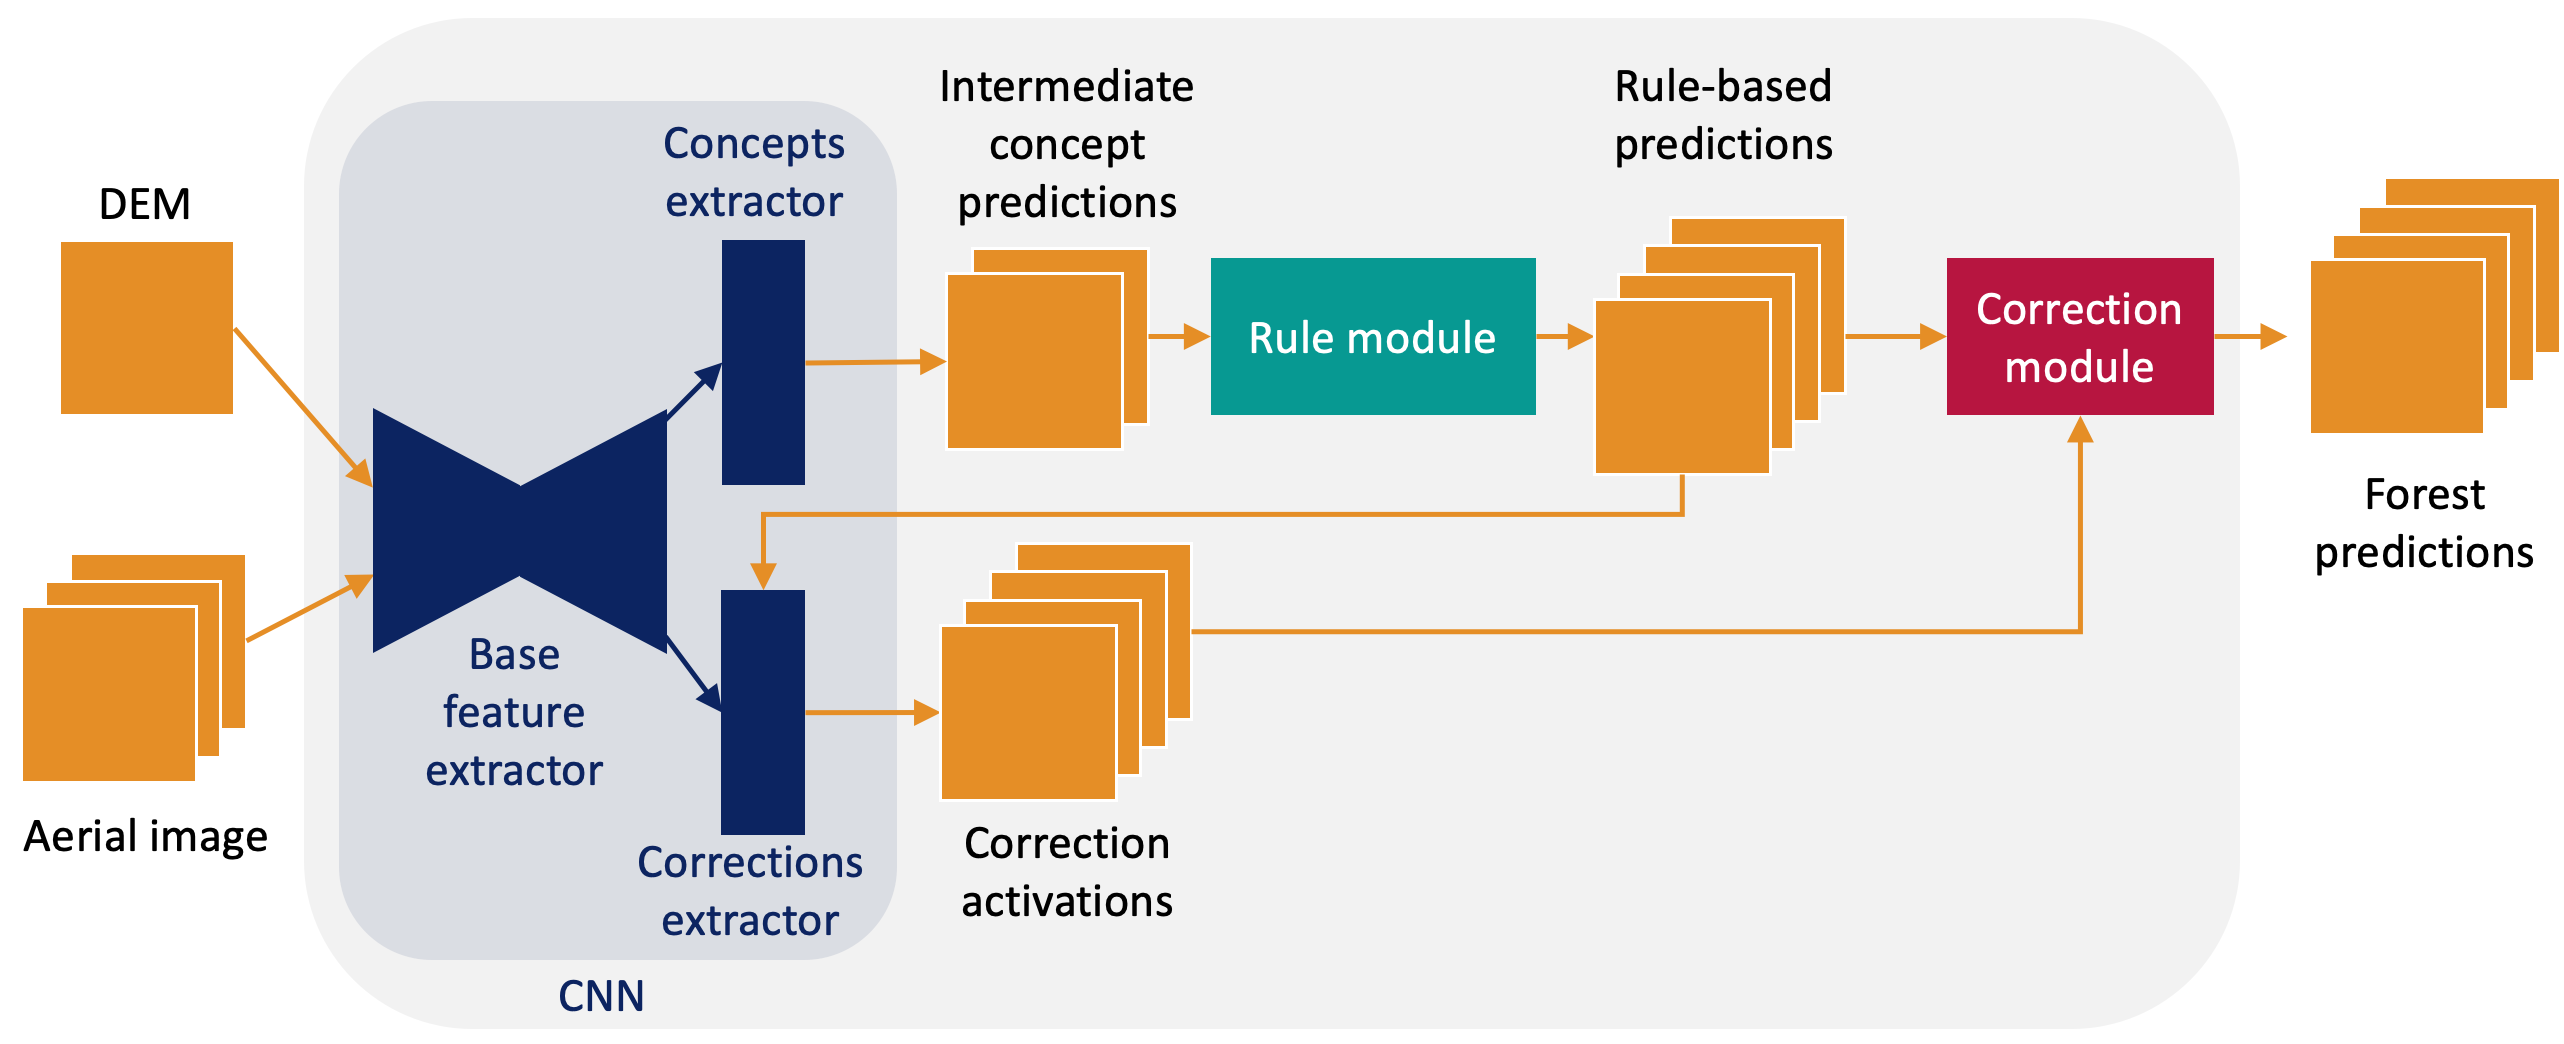 DEM
Aerial image
Base
feature
extractor
Concepts
extractor
Corrections
extractor
CNN
Intermediate
concept
predictions
Rule module
Rule-based
predictions
Correction
module
Correction
activations
Forest
predictions